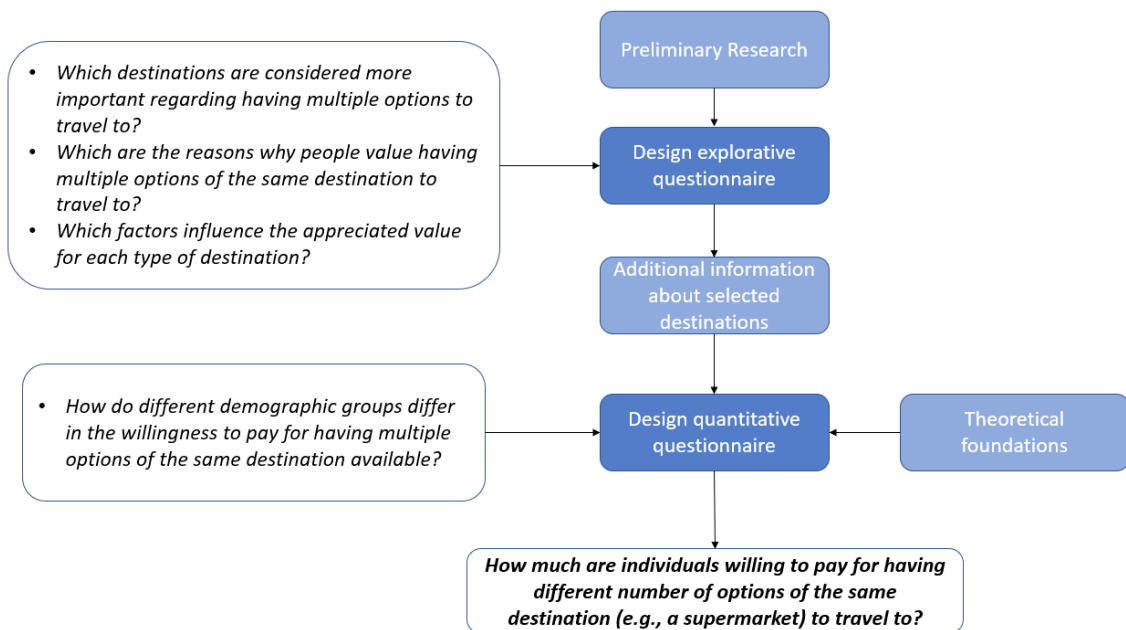 Preliminary Research
• Which destinations are considered more
important regarding having multiple options to
travel to?
• Which are the reasons why people value having
multiple options of the same destination to
travel to?
• Which factors influence the appreciated value
for each type of destination?
Design explorative
questionnaire
Additional information
about selected
destinations
• How do different demographic groups differ
in the willingness to pay for having multiple
options of the same destination available?
Design quantitative
questionnaire
Theoretical
foundations
How much are individuals willing to pay for having
different number of options of the same
destination (e.g., a supermarket) to travel to?